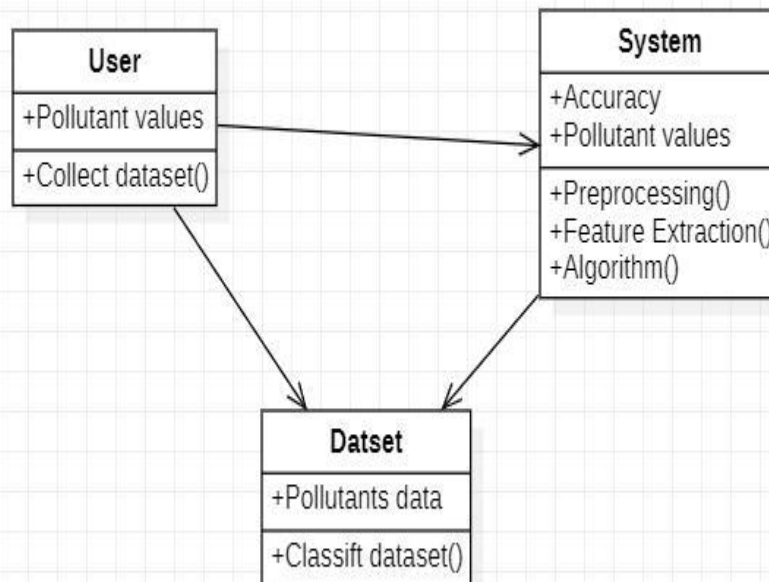 User
+Pollutant values
+Collect dataset()
System
+Accuracy
+Pollutant values
+Preprocessing()
+Feature Extraction()
+Algorithm()
Datset
+Pollutants data
+Classift dataset()